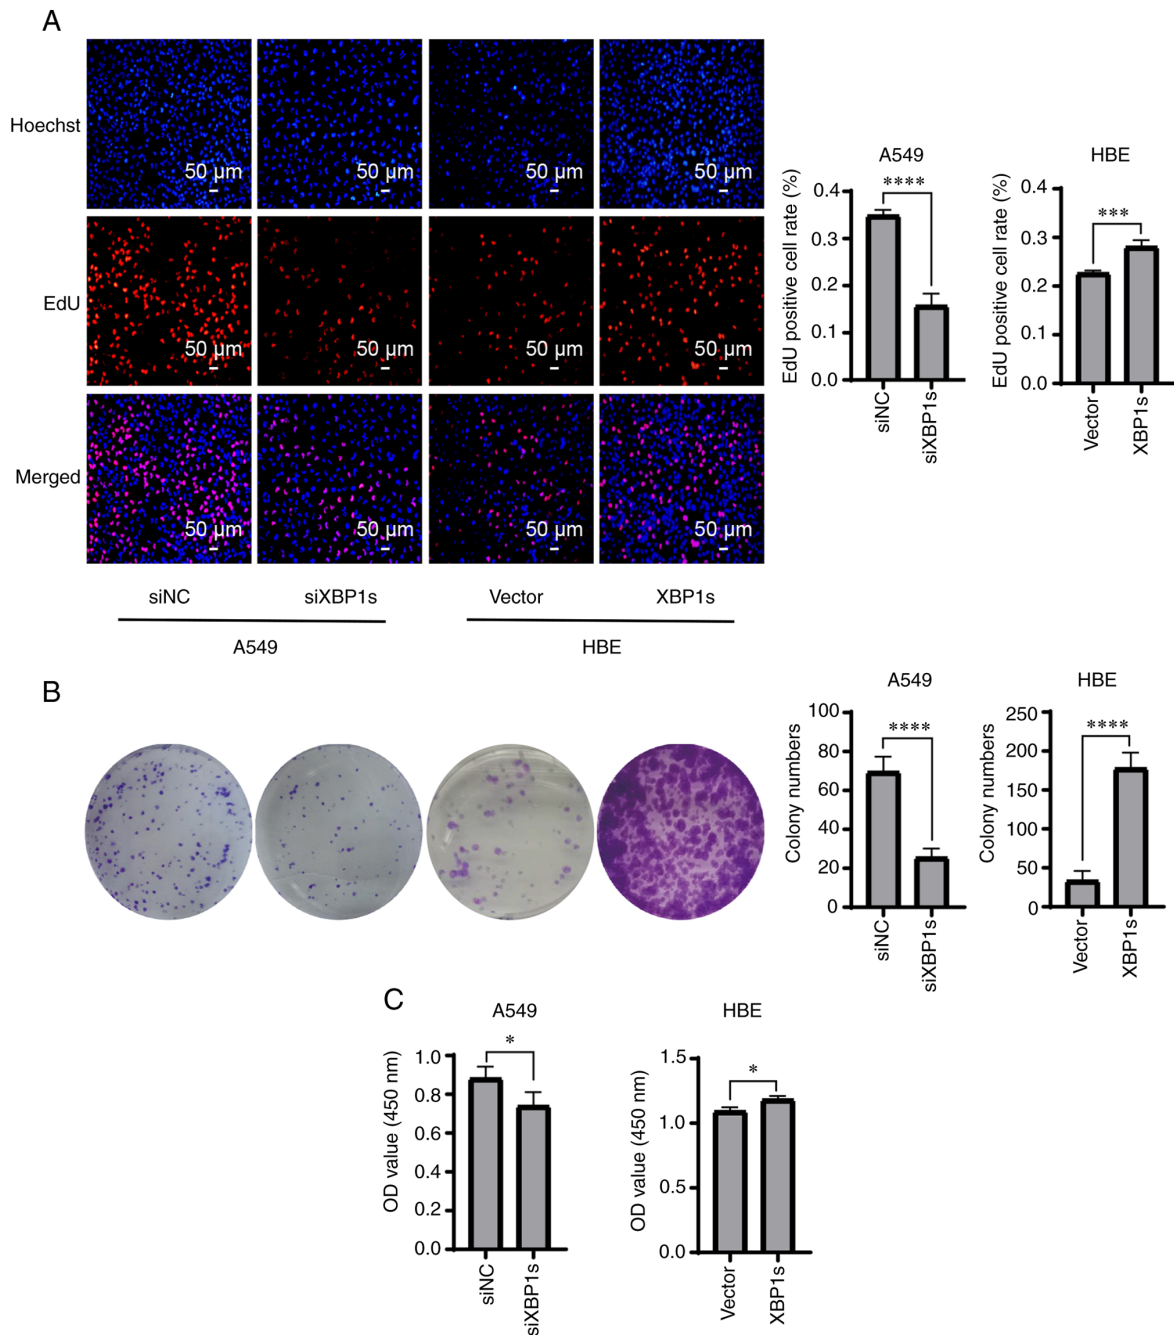 A
Hoechst
50 µm
50 µm
50 µm
50 µm
EdU
50 µm
50 µm
50 µm
50 µm
Merged
50 µm
50 µm
50 µm
50 µm
siNC
siXBP1s
Vector
XBP1s
A549
HBE
A549
EdU positive cell rate (%)
0.4
0.3
0.2
0.1
0.0
****
siNC
siXBP1s
HBE
EdU positive cell rate (%)
0.4
0.3
0.2
0.1
0.0
***
Vector
XBP1s
B
A549
Colony numbers
100
80
60
40
20
0
****
siNC
siXBP1s
HBE
Colony numbers
250
200
150
100
50
0
****
Vector
XBP1s
C
A549
OD value (450 nm)
1.0
0.8
0.6
0.4
0.2
0.0
*
siNC
siXBP1s
HBE
OD value (450 nm)
1.5
1.0
0.5
0.0
*
Vector
XBP1s